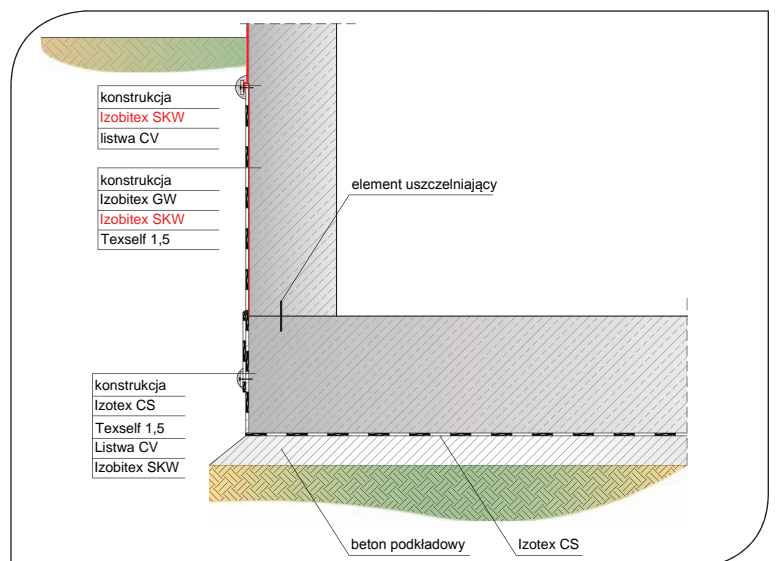 konstrukcja
Izobitex SKW
listwa CV
konstrukcja
Izobitex GW
Izobitex SKW
Texself 1,5
element uszczelniający
konstrukcja
Izotex CS
Texself 1,5
Listwa CV
Izobitex SKW
beton podkładowy
Izotex CS